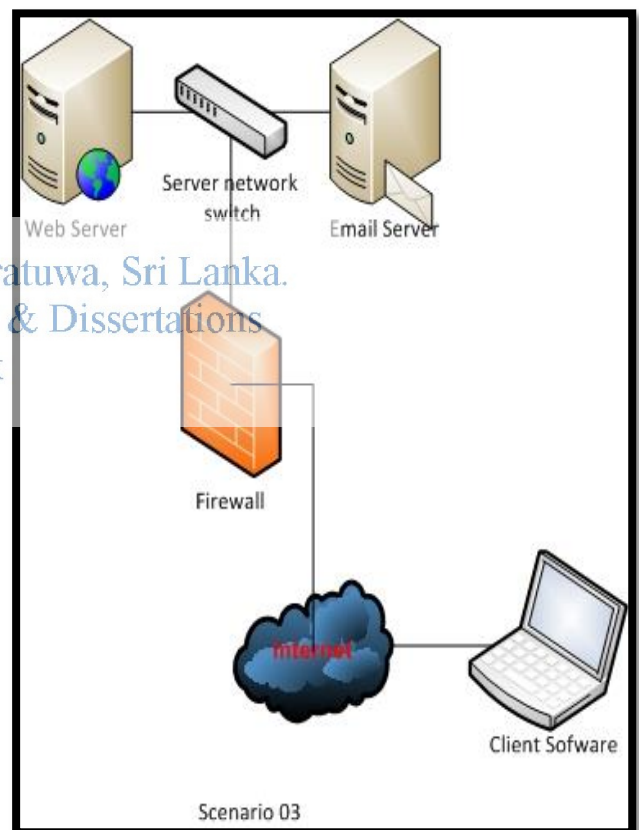 Server network
switch
Web Server
Email Server
ratuwa, Sri Lanka.
& Dissertations
Firewall
internet
Client Sofware
Scenario 03